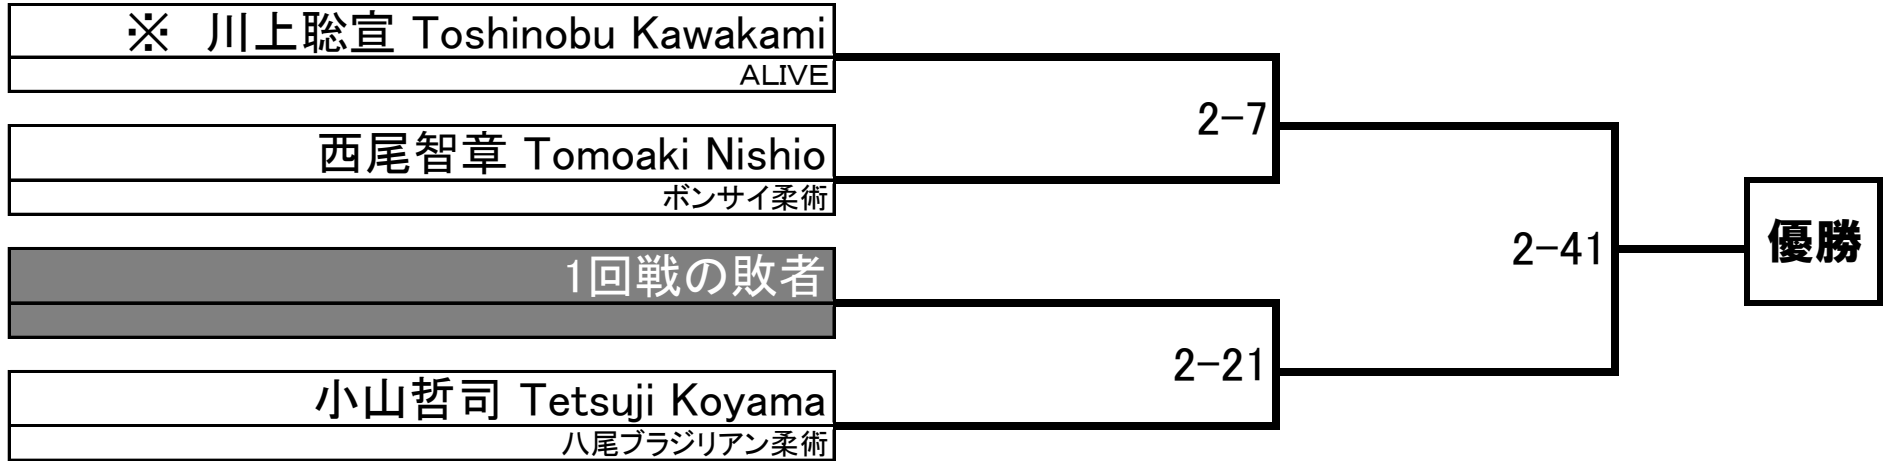 ※ 川上聡宣 Toshinobu Kawakami
ALIVE
2-7
西尾智章 Tomoaki Nishio
ボンサイ柔術
2-41
優勝
1回戦の敗者
2-21
小山哲司 Tetsuji Koyama
八尾ブラジリアン柔術